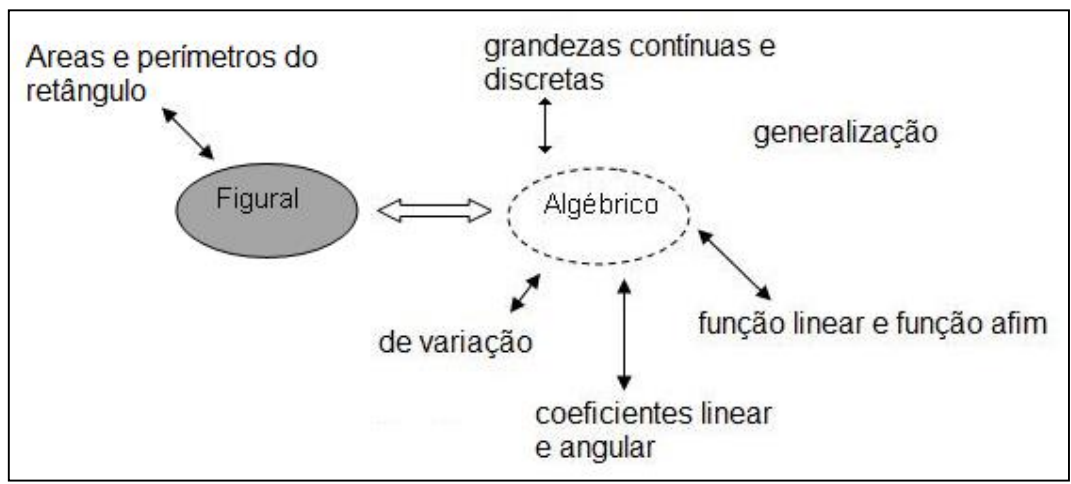 Areas e perímetros do
retângulo
grandezas contínuas e
discretas
generalização
Figural
Algébrico
de variação
função linear e função afim
coeficientes linear
e angular